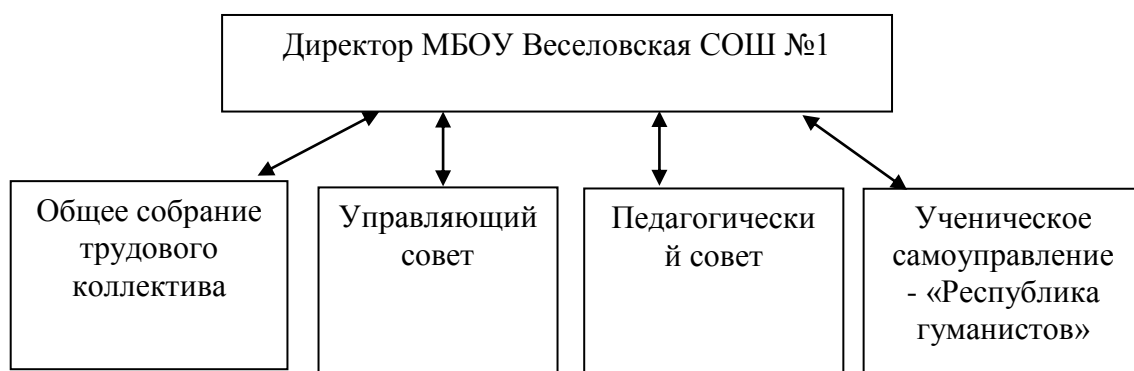 Директор МБОУ Веселовская СОШ №1
Общее собрание
трудового
коллектива
Управляющий
совет
Педагогически
й совет
Ученическое
самоуправление
- «Республика
гуманистов»